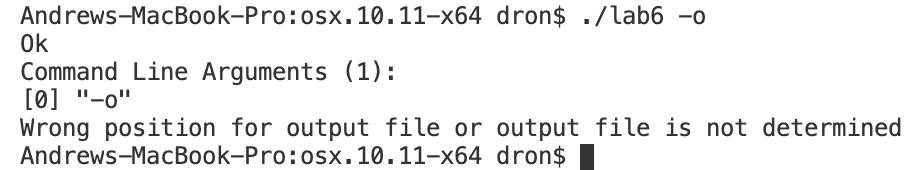 Andrews-MacBook-Pro:osx.10.11-x64 dron$ ./lab6 -o
Ok
Command Line Arguments (1):
[0] "-o"
Wrong position for output file or output file is not determined
Andrews-MacBook-Pro:osx.10.11-x64 dron$